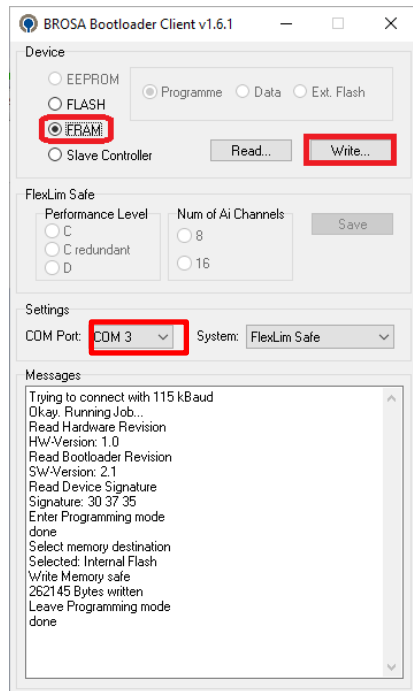 BROSA Bootloader Client v1.6.1
Device
EEPROM
Programme Data Ext. Flash
FLASH
FRAM
Slave Controller Read... Write...
FlexLim Safe
Performance Level Num of Ai Channels
C 8 Save
C redundant
D 16
Settings
COM Port: COM 3 System: FlexLim Safe
Messages
Trying to connect with 115 kBaud
Okay. Running Job...
Read Hardware Revision
HW-Version: 1.0
Read Bootloader Revision
SW-Version: 2.1
Read Device Signature
Signature: 30 37 35
Enter Programming mode
done
Select memory destination
Selected: Internal Flash
Write Memory safe
262145 Bytes written
Leave Programming mode
done